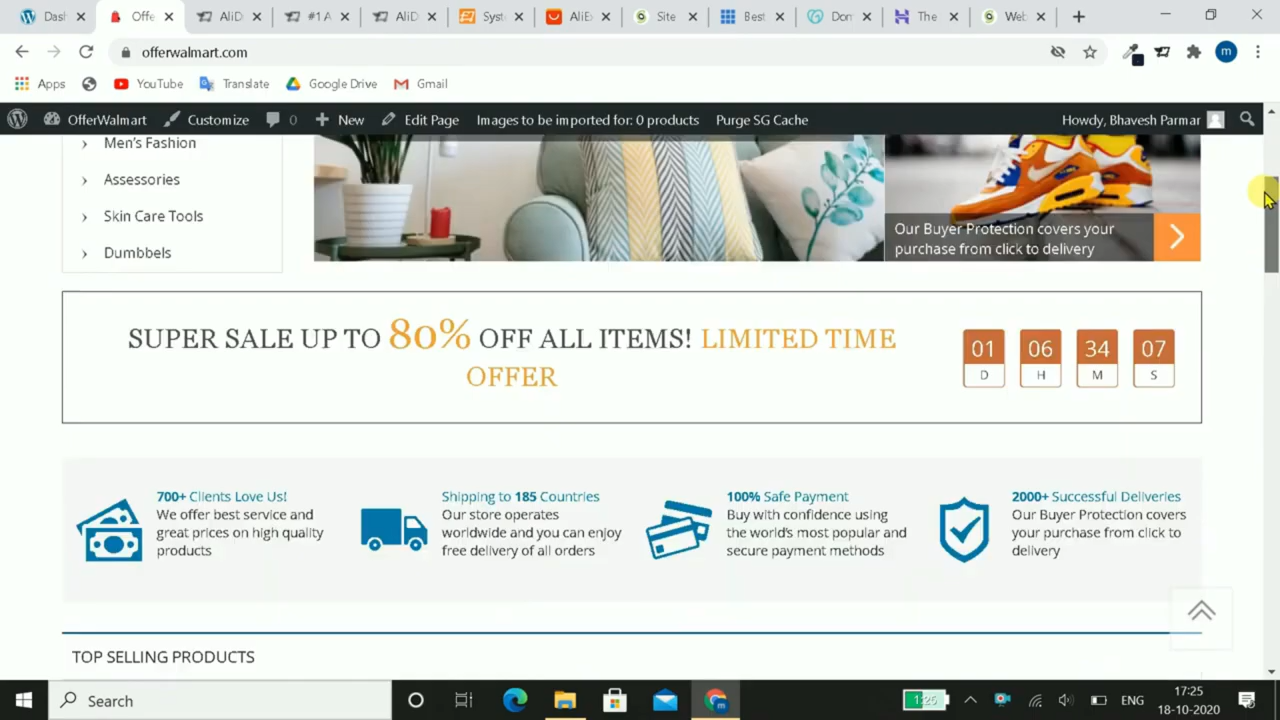 Dash
Offe
AliD
#1 A
AliD
Syst
AliEx
Site
Best
Don
The
Web
offerwalmart.com
m
Apps
YouTube
Translate
Google Drive
Gmail
OfferWalmart
Customize
0
New
Edit Page
Images to be imported for: 0 products
Purge SG Cache
Howdy, Bhavesh Parmar
Men's Fashion
Assessories
Skin Care Tools
Dumbbels
Our Buyer Protection covers your
purchase from click to delivery
SUPER SALE UP TO 80% OFF ALL ITEMS! LIMITED TIME
OFFER
01 06 34 07
D H M S
700+ Clients Love Us!
We offer best service and
great prices on high quality
products
Shipping to 185 Countries
Our store operates
worldwide and you can enjoy
free delivery of all orders
100% Safe Payment
Buy with confidence using
the world's most popular and
secure payment methods
2000+ Successful Deliveries
Our Buyer Protection covers
your purchase from click to
delivery
TOP SELLING PRODUCTS
Search
1:26
ENG
17:25
18-10-2020